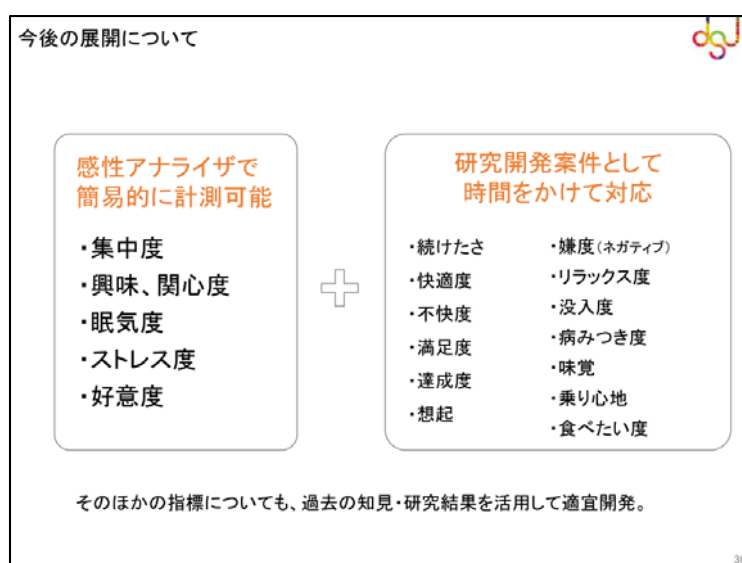 今後の展開について
感性アナライザで
簡易的に計測可能
・集中度
・興味、関心度
・眠気度
・ストレス度
・好意度
研究開発案件として
時間をかけて対応
・続けたさ
・快適度
・不快度
・満足度
・達成度
・想起
・嫌度(ネガティブ)
・リラックス度
・没入度
・病みつき度
・味覚
・乗り心地
・食べたい度
そのほかの指標についても、過去の知見・研究結果を活用して適宜開発。